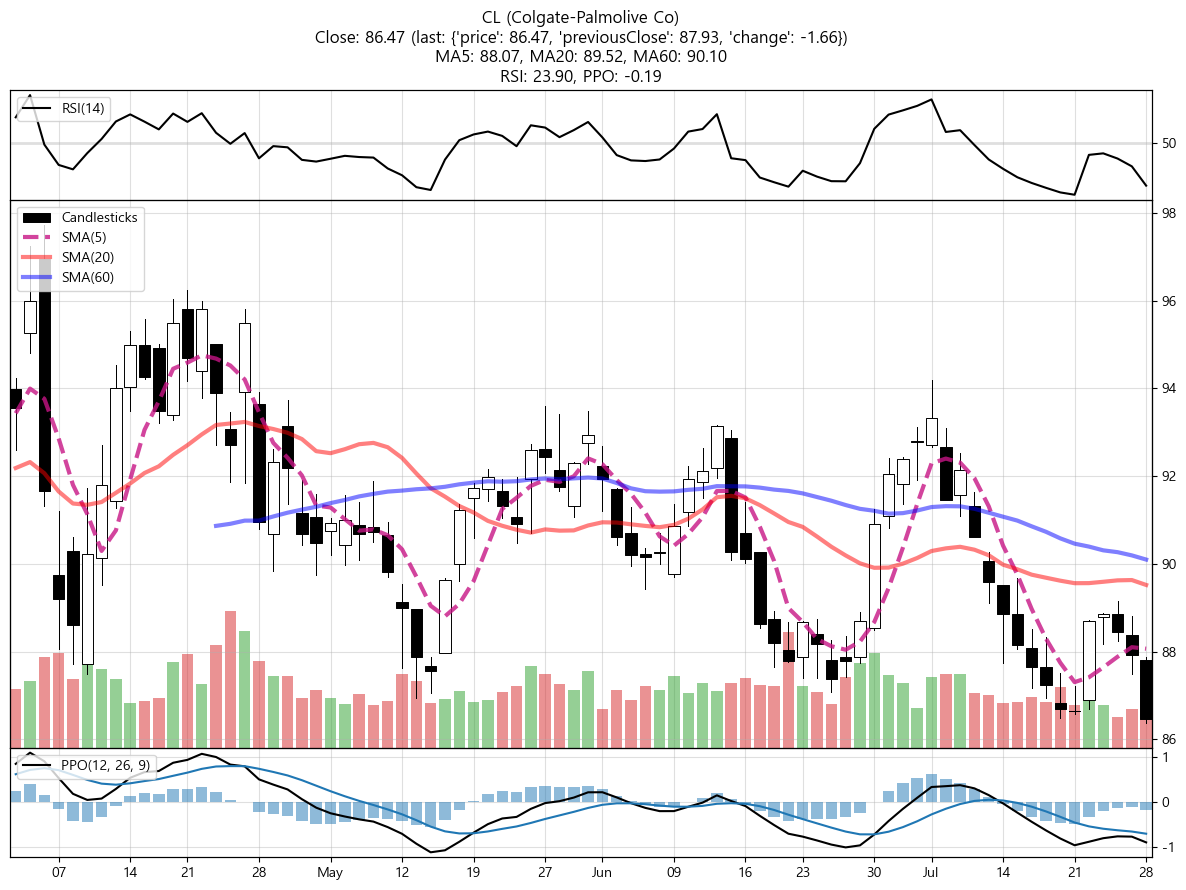 CL (Colgate-Palmolive Co)
Close: 86.47 (last: {'price': 86.47, 'previousClose': 87.93, 'change': -1.66})
MA5: 88.07, MA20: 89.52, MA60: 90.10
RSI: 23.90, PPO: -0.19
RSI(14)
50
Candlesticks
SMA(5)
SMA(20)
SMA(60)
98
96
94
92
90
88
86
PPO(12, 26, 9)
1
0
-1
07 14 21 28 May 12 19 27 Jun 09 16 23 30 Jul 14 21 28